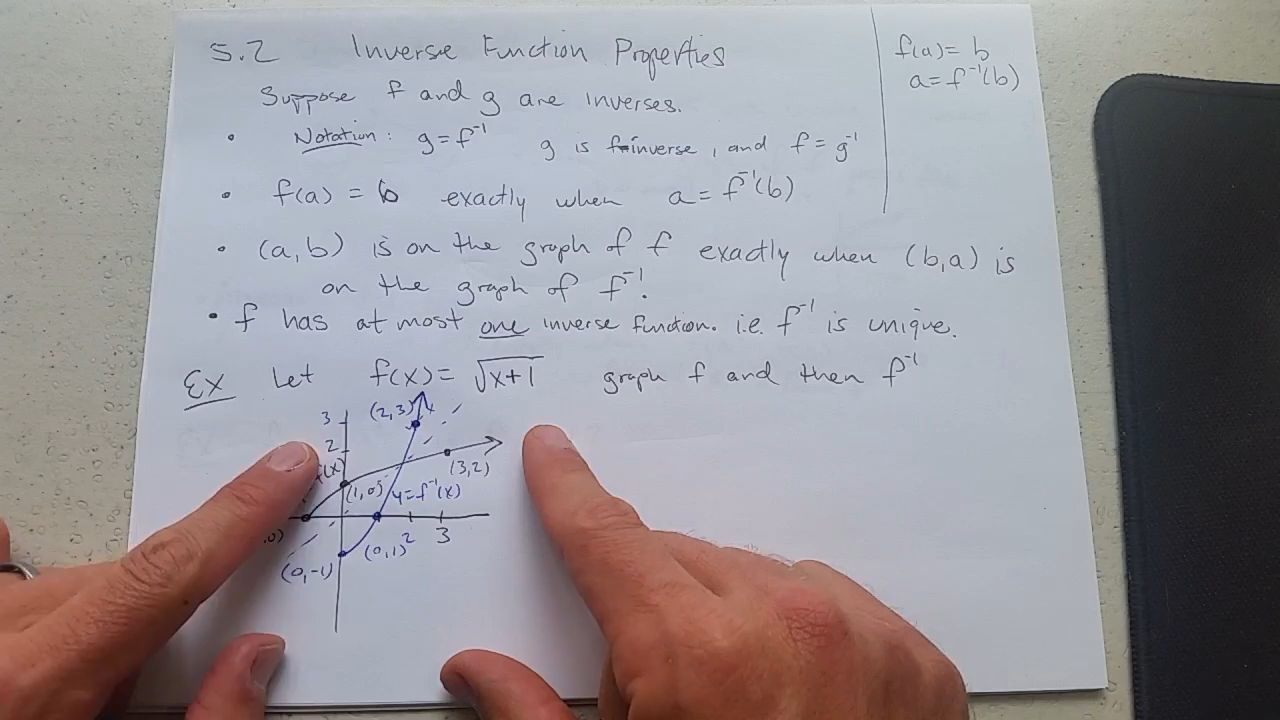 5.2 Inverse Function Properties
f(a) = b
a = f⁻¹(b)
Suppose f and g are inverses.
• Notation: g = f⁻¹ g is f inverse, and f = g⁻¹
• f(a) = b exactly when a = f⁻¹(b)
• (a,b) is on the graph of f exactly when (b,a) is
on the graph of f⁻¹.
• f has at most one inverse function. i.e. f⁻¹ is unique.
Ex Let f(x) = √x+1 graph f and then f⁻¹
3 (2,3)
2
f(x) (3,2)
(1,0) y=f⁻¹(x)
2 3
,0) (0,1)
(0,-1)